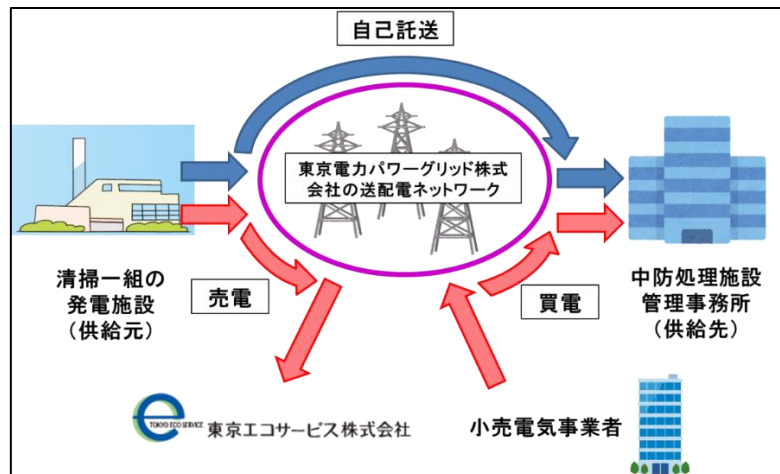 自己託送
東京電力パワーグリッド株式
会社の送配電ネットワーク
清掃一組の
発電施設
(供給元)
売電
買電
中防処理施設
管理事務所
(供給先)
TOKYO ECO SERVICE
東京エコサービス株式会社
小売電気事業者